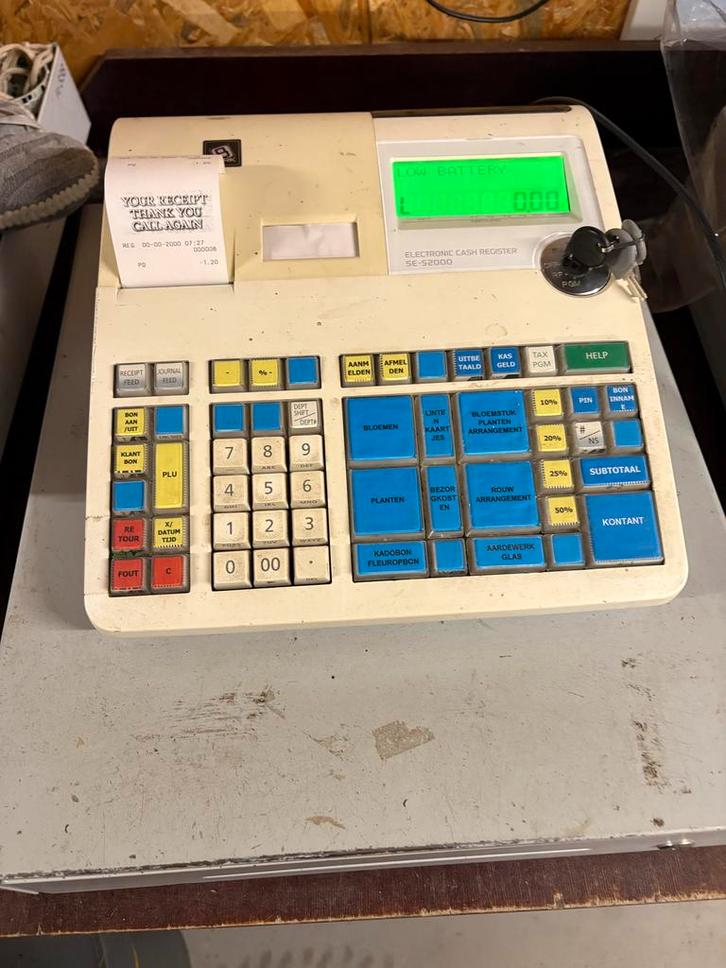 YOUR RECEIPT
THANK YOU
CALL AGAIN
REG 00-00-2000 07:27
000008
PD -1.20
LOW BATTERY
L 0.00
ELECTRONIC CASH REGISTER
SE-S2000
PGM
RECEIPT
FEED
JOURNAL
FEED
-
%-
AANM
ELDEN
AFMEL
DEN
UITBE
TAALD
KAS
GELD
TAX
PGM
HELP
BON
AAN
/UIT
KLANT
BON
PLU
RE
TOUR
X/
DATUM
TIJD
FOUT
C
DEPT
SHIFT/
DEPT#
7
8
9
4
5
6
1
2
3
0
00
.
BLOEMEN
LINTE
N
KAART
JES
BLOEMSTUK
PLANTEN
ARRANGEMENT
10%
PIN
BON
INNAM
E
20%
#/NS
PLANTEN
BEZOR
GKOST
EN
ROUW
ARRANGEMENT
25%
SUBTOTAAL
50%
KONTANT
KADOBON
FLEUROPBON
AARDEWERK
GLAS